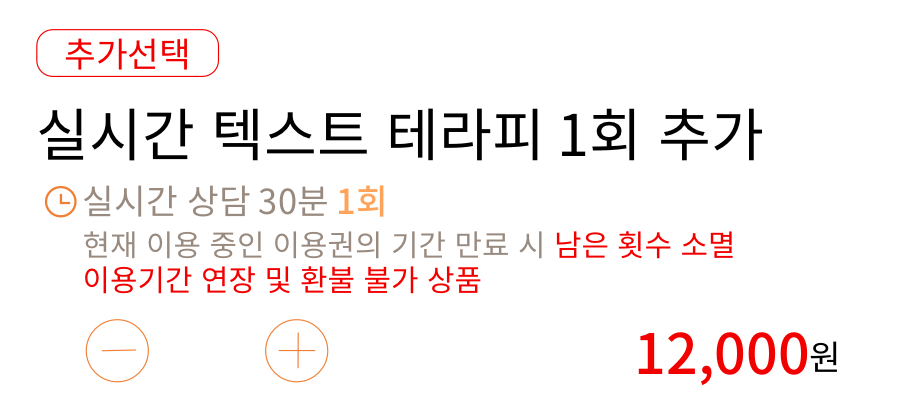 추가선택
실시간 텍스트 테라피 1회 추가
실시간 상담 30분 1회
현재 이용 중인 이용권의 기간 만료 시 남은 횟수 소멸
이용기간 연장 및 환불 불가 상품
12,000원